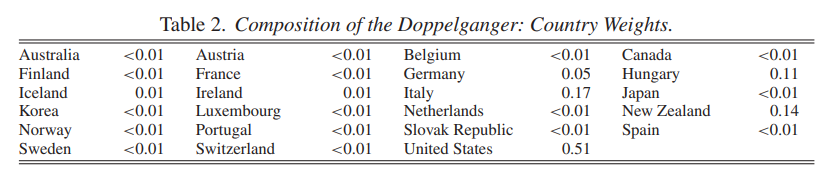 Table 2. Composition of the Doppelganger: Country Weights.
Australia <0.01 Austria <0.01 Belgium <0.01 Canada <0.01
Finland <0.01 France <0.01 Germany 0.05 Hungary 0.11
Iceland 0.01 Ireland 0.01 Italy 0.17 Japan <0.01
Korea <0.01 Luxembourg <0.01 Netherlands <0.01 New Zealand 0.14
Norway <0.01 Portugal <0.01 Slovak Republic <0.01 Spain <0.01
Sweden <0.01 Switzerland <0.01 United States 0.51